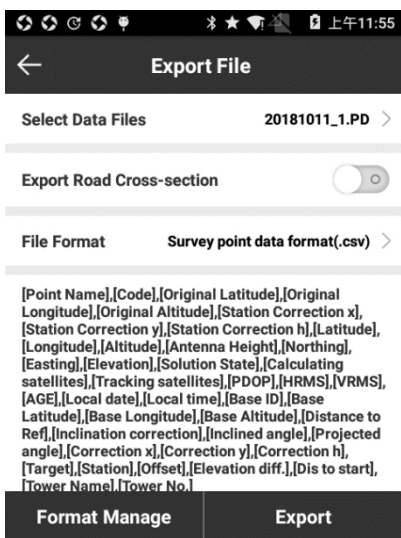 上午11:55
Export File
Select Data Files 20181011_1.PD
Export Road Cross-section
File Format Survey point data format(.csv)
[Point Name],[Code],[Original Latitude],[Original
Longitude],[Original Altitude],[Station Correction x],
[Station Correction y],[Station Correction h],[Latitude],
[Longitude],[Altitude],[Antenna Height],[Northing],
[Easting],[Elevation],[Solution State],[Calculating
satellites],[Tracking satellites],[PDOP],[HRMS],[VRMS],
[AGE],[Local date],[Local time],[Base ID],[Base
Latitude],[Base Longitude],[Base Altitude],[Distance to
Ref],[Inclination correction],[Inclined angle],[Projected
angle],[Correction x],[Correction y],[Correction h],
[Target],[Station],[Offset],[Elevation diff.],[Dis to start],
[Tower Name],[Tower No.]
Format Manage Export